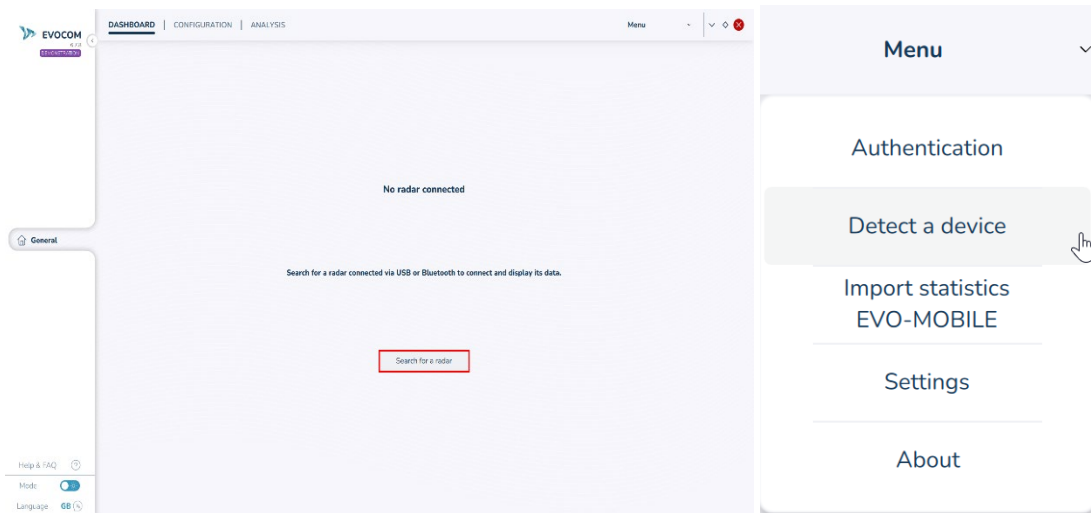 EVOCOM
DEMONSTRATION
DASHBOARD | CONFIGURATION | ANALYSIS
Menu
No radar connected
General
Search for a radar connected via USB or Bluetooth to connect and display its data.
Search for a radar
Help & FAQ
Mode
Language GB
Menu
Authentication
Detect a device
Import statistics
EVO-MOBILE
Settings
About